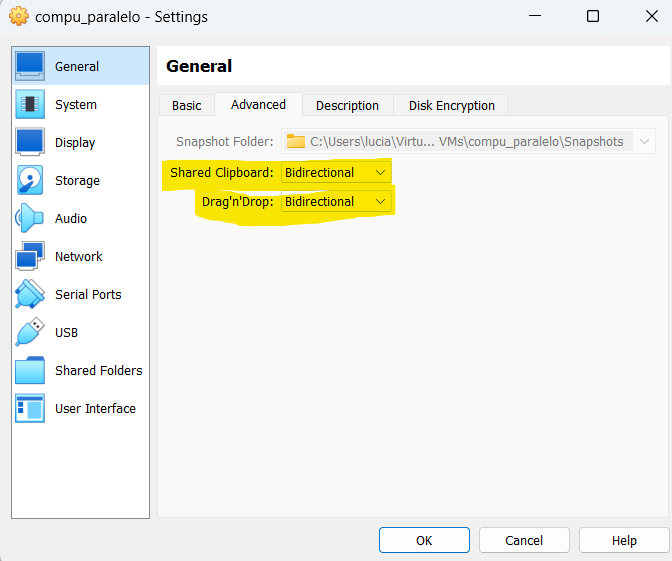 compu_paralelo - Settings
General
System
Display
Storage
Audio
Network
Serial Ports
USB
Shared Folders
User Interface
General
Basic Advanced Description Disk Encryption
Snapshot Folder: C:\Users\lucia\Virtu... VMs\compu_paralelo\Snapshots
Shared Clipboard: Bidirectional
Drag'n'Drop: Bidirectional
OK Cancel Help